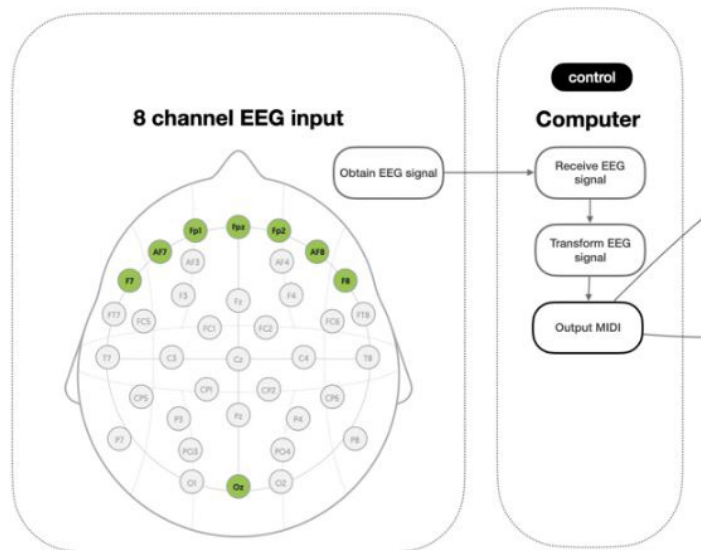 8 channel EEG input
Obtain EEG signal
Fp1 Fpz Fp2
AF7 AF8
AF3 AF4
F7 F8
F3 F4
Fz
FT7 FT8
FC5 FC6
FC1 FC2
T7 C3 Cz C4 T8
CP1 CP2
CP5 CP6
P3 Pz P4
P7 P8
PO3 PO4
O1 Oz O2
control
Computer
Receive EEG
signal
Transform EEG
signal
Output MIDI